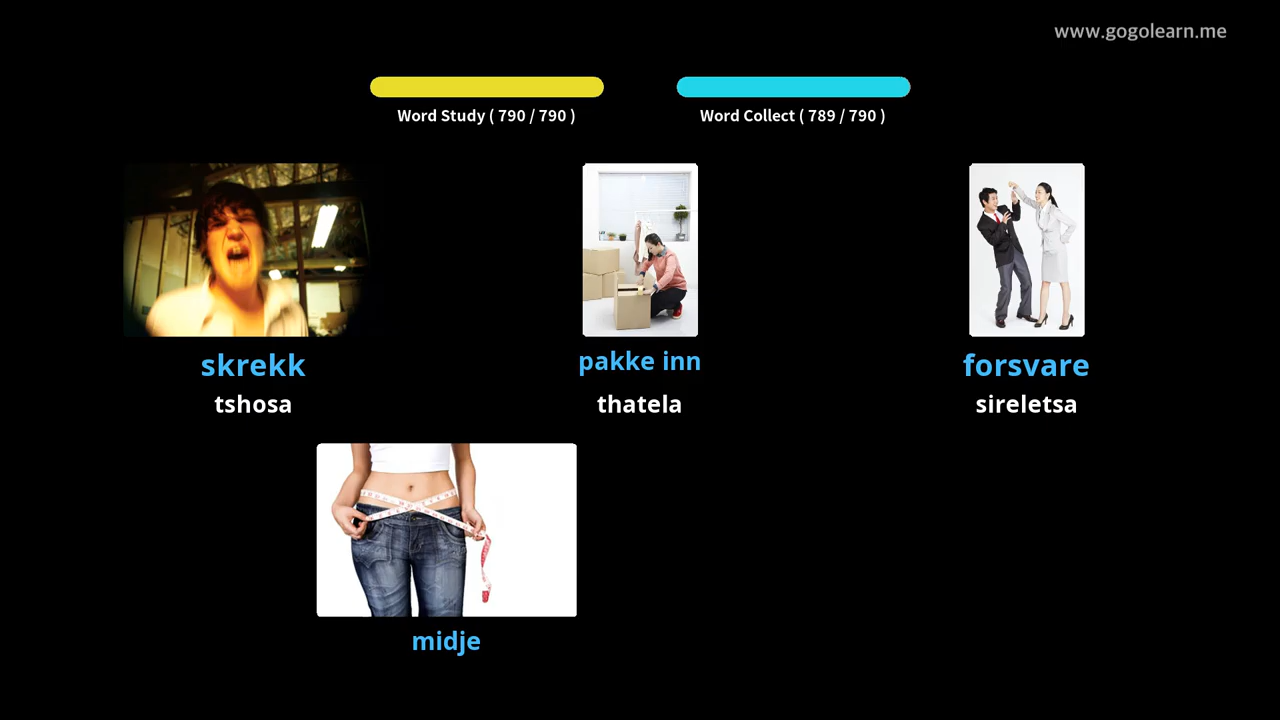 www.gogolearn.me
Word Study ( 790 / 790 )
Word Collect ( 789 / 790 )
skrekk
pakke inn
forsvare
tshosa
thatela
sireletsa
midje